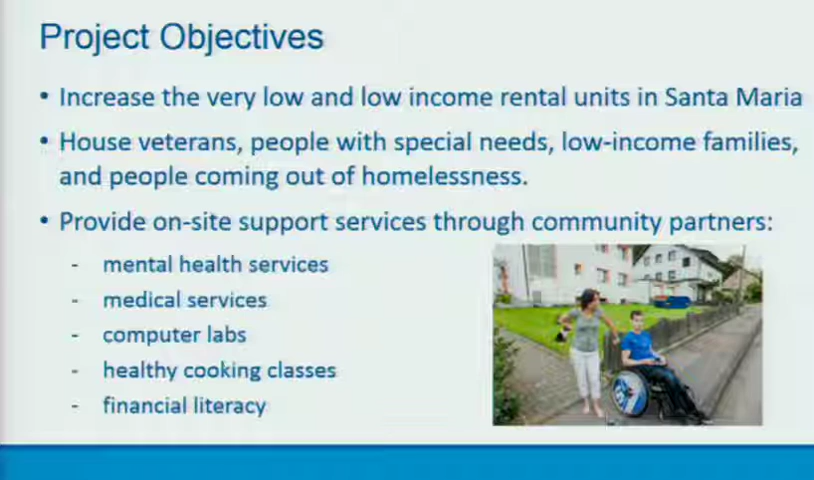 Project Objectives
• Increase the very low and low income rental units in Santa Maria
• House veterans, people with special needs, low-income families,
and people coming out of homelessness.
• Provide on-site support services through community partners:
- mental health services
- medical services
- computer labs
- healthy cooking classes
- financial literacy